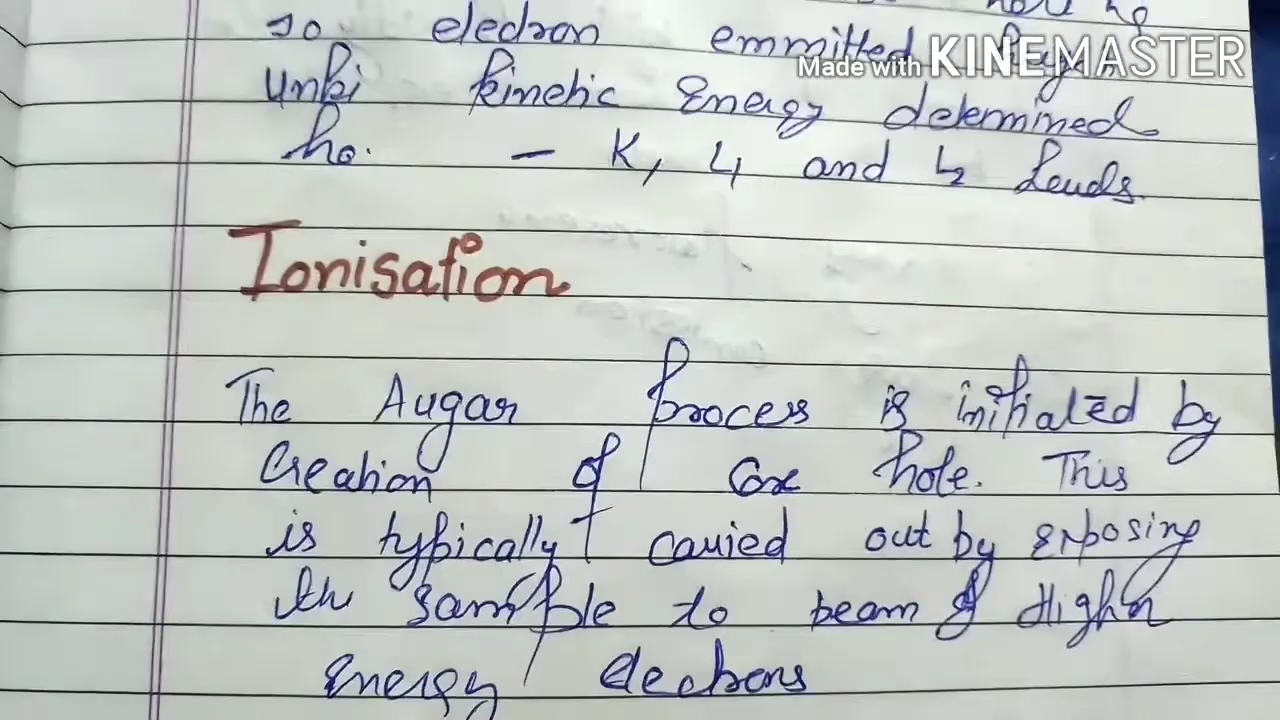 so electron emmitted
Made with KINEMASTER
unki kinetic Energy determined
ho. - K, L1 and L2 Levels
Ionisation
The Augar process is initiated by
Creation of Core hole. This
is typically carried out by exposing
the sample to beam of High
Energy electrons